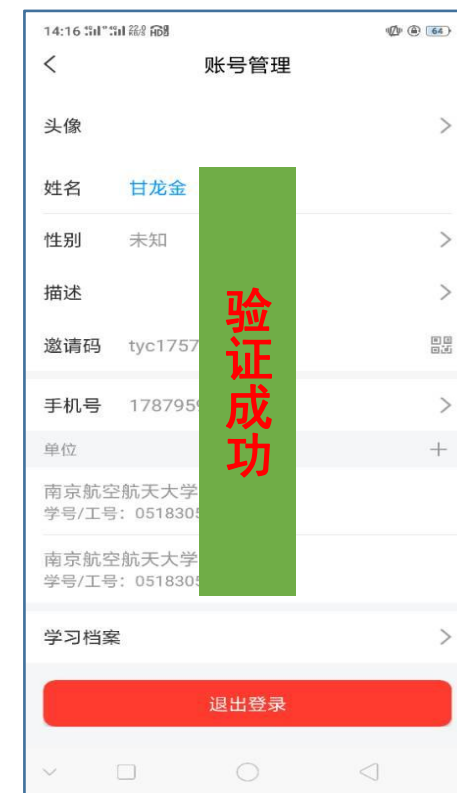 14:16
64
账号管理
头像
姓名 甘龙金
性别 未知
描述
邀请码 tyc1757
手机号 1787959
单位
南京航空航天大学
学号/工号：0518305
南京航空航天大学
学号/工号：0518305
学习档案
退出登录
验证成功